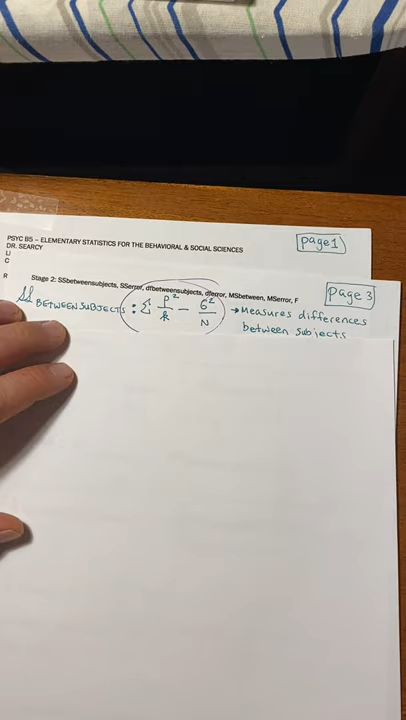 PSYC B5 – ELEMENTARY STATISTICS FOR THE BEHAVIORAL & SOCIAL SCIENCES
page 1
DR. SEARCY
LI
C
R
Stage 2: SSbetweensubjects, SSerror, dfbetweensubjects, dferror, MSbetween, MSerror, F
page 3
SS BETWEEN SUBJECTS : Σ P²/k − G²/N → Measures differences
between subjects